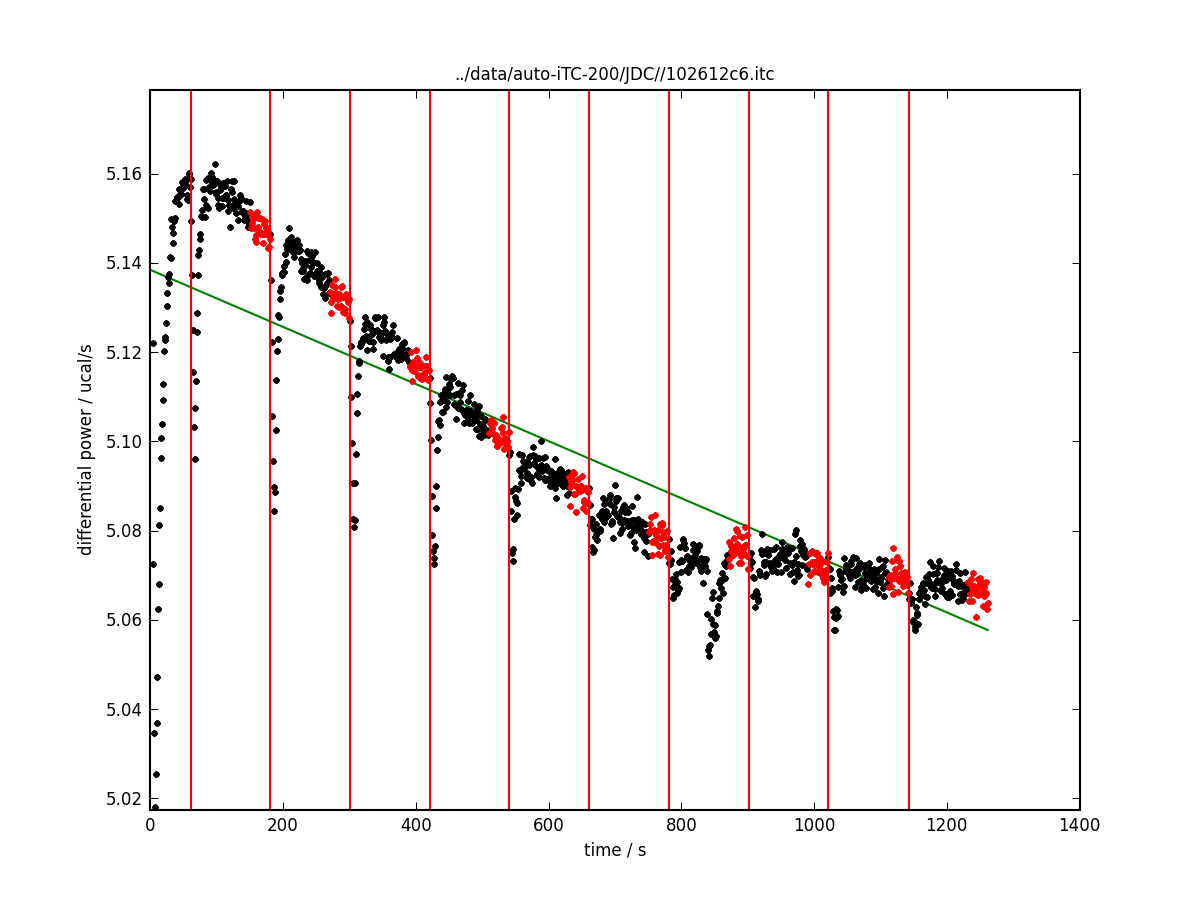 ../data/auto-iTC-200/JDC//102612c6.itc
differential power / ucal/s
5.16
5.14
5.12
5.10
5.08
5.06
5.04
5.02
0 200 400 600 800 1000 1200 1400
time / s